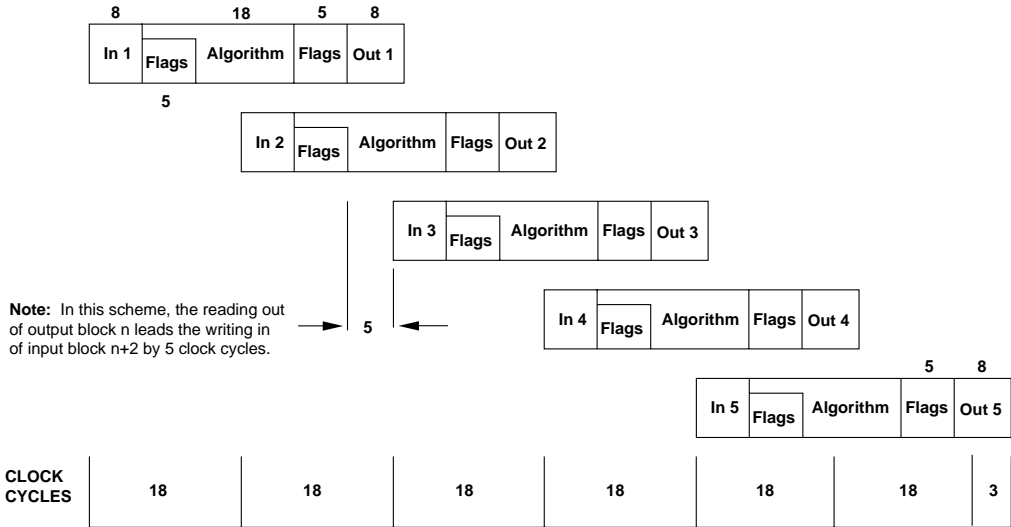 8 18 5 8
In 1 Flags Algorithm Flags Out 1
5
In 2 Flags Algorithm Flags Out 2
In 3 Flags Algorithm Flags Out 3
Note: In this scheme, the reading out
of output block n leads the writing in
of input block n+2 by 5 clock cycles.
5
In 4 Flags Algorithm Flags Out 4
5 8
In 5 Flags Algorithm Flags Out 5
CLOCK
CYCLES
18 18 18 18 18 18 3